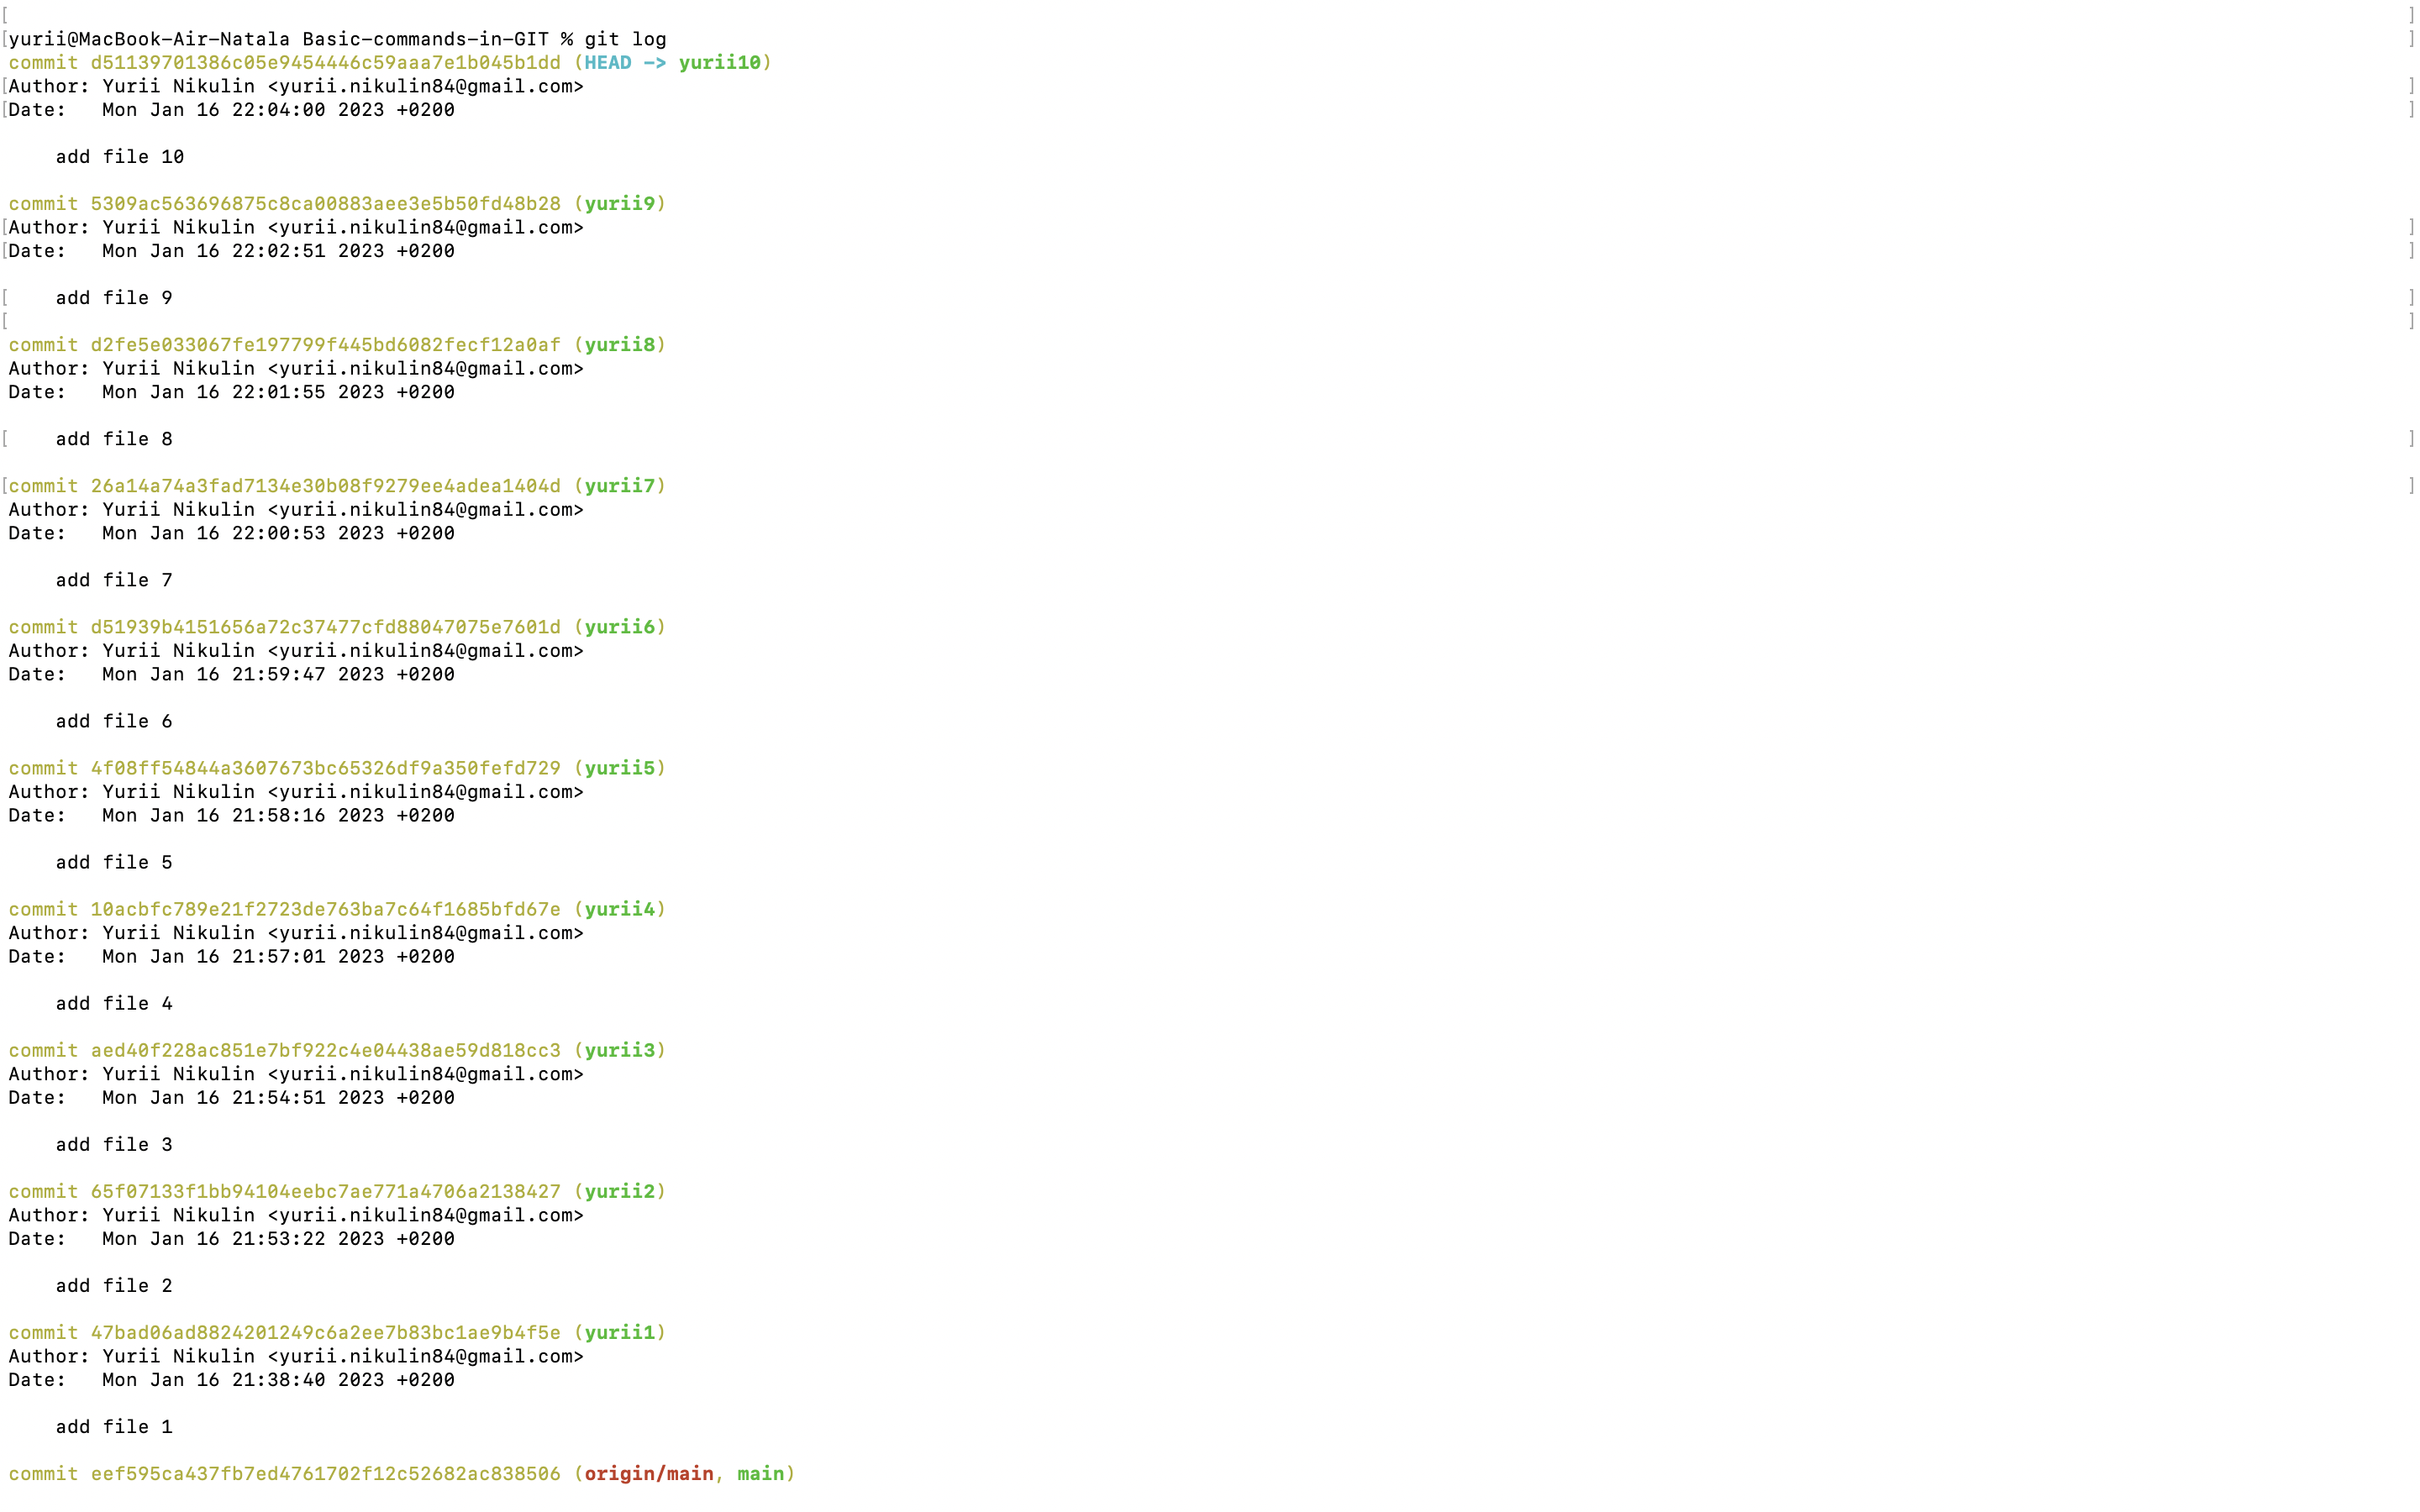 yurii@MacBook-Air-Natala Basic-commands-in-GIT % git log
commit d51139701386c05e9454446c59aaa7e1b045b1dd (HEAD -> yurii10)
Author: Yurii Nikulin <yurii.nikulin84@gmail.com>
Date:   Mon Jan 16 22:04:00 2023 +0200
add file 10
commit 5309ac563696875c8ca00883aee3e5b50fd48b28 (yurii9)
Author: Yurii Nikulin <yurii.nikulin84@gmail.com>
Date:   Mon Jan 16 22:02:51 2023 +0200
add file 9
commit d2fe5e033067fe197799f445bd6082fecf12a0af (yurii8)
Author: Yurii Nikulin <yurii.nikulin84@gmail.com>
Date:   Mon Jan 16 22:01:55 2023 +0200
add file 8
commit 26a14a74a3fad7134e30b08f9279ee4adea1404d (yurii7)
Author: Yurii Nikulin <yurii.nikulin84@gmail.com>
Date:   Mon Jan 16 22:00:53 2023 +0200
add file 7
commit d51939b4151656a72c37477cfd88047075e7601d (yurii6)
Author: Yurii Nikulin <yurii.nikulin84@gmail.com>
Date:   Mon Jan 16 21:59:47 2023 +0200
add file 6
commit 4f08ff54844a3607673bc65326df9a350fefd729 (yurii5)
Author: Yurii Nikulin <yurii.nikulin84@gmail.com>
Date:   Mon Jan 16 21:58:16 2023 +0200
add file 5
commit 10acbfc789e21f2723de763ba7c64f1685bfd67e (yurii4)
Author: Yurii Nikulin <yurii.nikulin84@gmail.com>
Date:   Mon Jan 16 21:57:01 2023 +0200
add file 4
commit aed40f228ac851e7bf922c4e04438ae59d818cc3 (yurii3)
Author: Yurii Nikulin <yurii.nikulin84@gmail.com>
Date:   Mon Jan 16 21:54:51 2023 +0200
add file 3
commit 65f07133f1bb94104eebc7ae771a4706a2138427 (yurii2)
Author: Yurii Nikulin <yurii.nikulin84@gmail.com>
Date:   Mon Jan 16 21:53:22 2023 +0200
add file 2
commit 47bad06ad8824201249c6a2ee7b83bc1ae9b4f5e (yurii1)
Author: Yurii Nikulin <yurii.nikulin84@gmail.com>
Date:   Mon Jan 16 21:38:40 2023 +0200
add file 1
commit eef595ca437fb7ed4761702f12c52682ac838506 (origin/main, main)